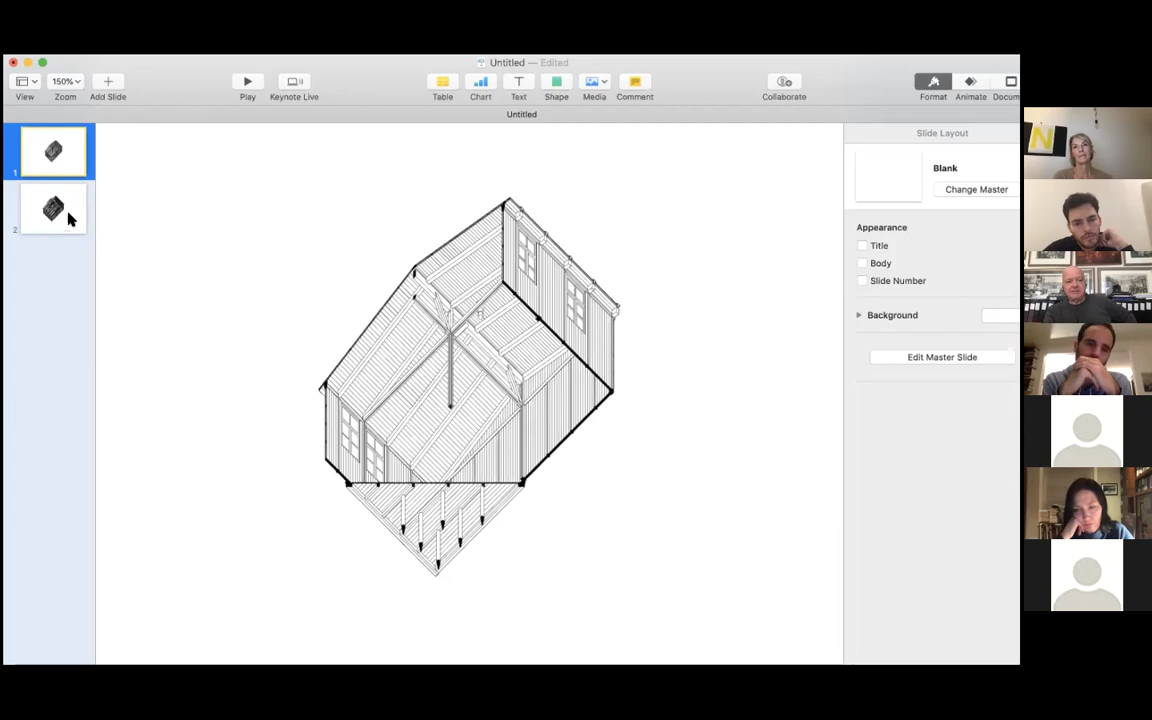 Untitled — Edited
150%
View
Zoom
Add Slide
Play
Keynote Live
Table
Chart
Text
Shape
Media
Comment
Collaborate
Format
Animate
Docum
Untitled
1
2
Slide Layout
Blank
Change Master
Appearance
Title
Body
Slide Number
Background
Edit Master Slide
N